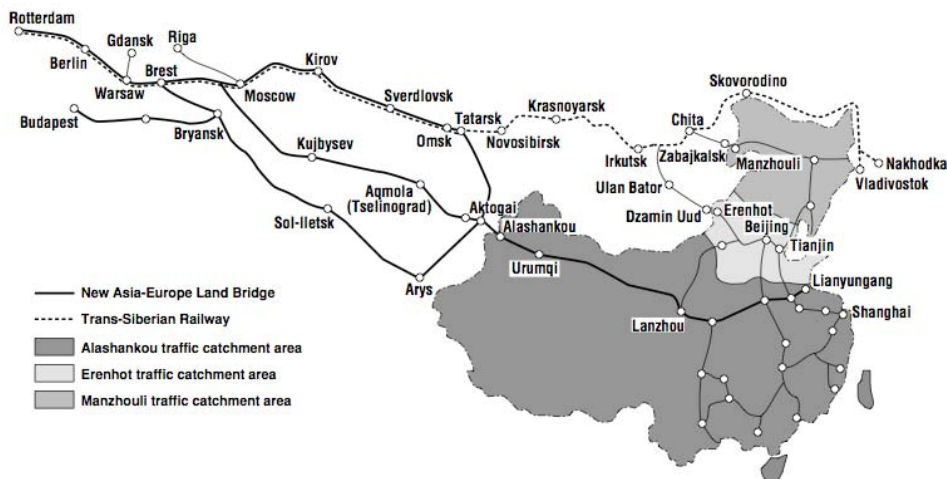 Rotterdam
Berlin
Gdansk
Warsaw
Riga
Brest
Budapest
Bryansk
Moscow
Kirov
Sverdlovsk
Kujbysev
Tatarsk
Omsk
Novosibirsk
Krasnoyarsk
Irkutsk
Skovorodino
Chita
Zabajkalsk
Manzhouli
Nakhodka
Vladivostok
Ulan Bator
Dzamin Uud
Erenhot
Beijing
Tianjin
Aqmola
(Tselinograd)
Aktogai
Alashankou
Urumqi
Sol-Iletsk
Arys
Lanzhou
Lianyungang
Shanghai
New Asia-Europe Land Bridge
Trans-Siberian Railway
Alashankou traffic catchment area
Erenhot traffic catchment area
Manzhouli traffic catchment area